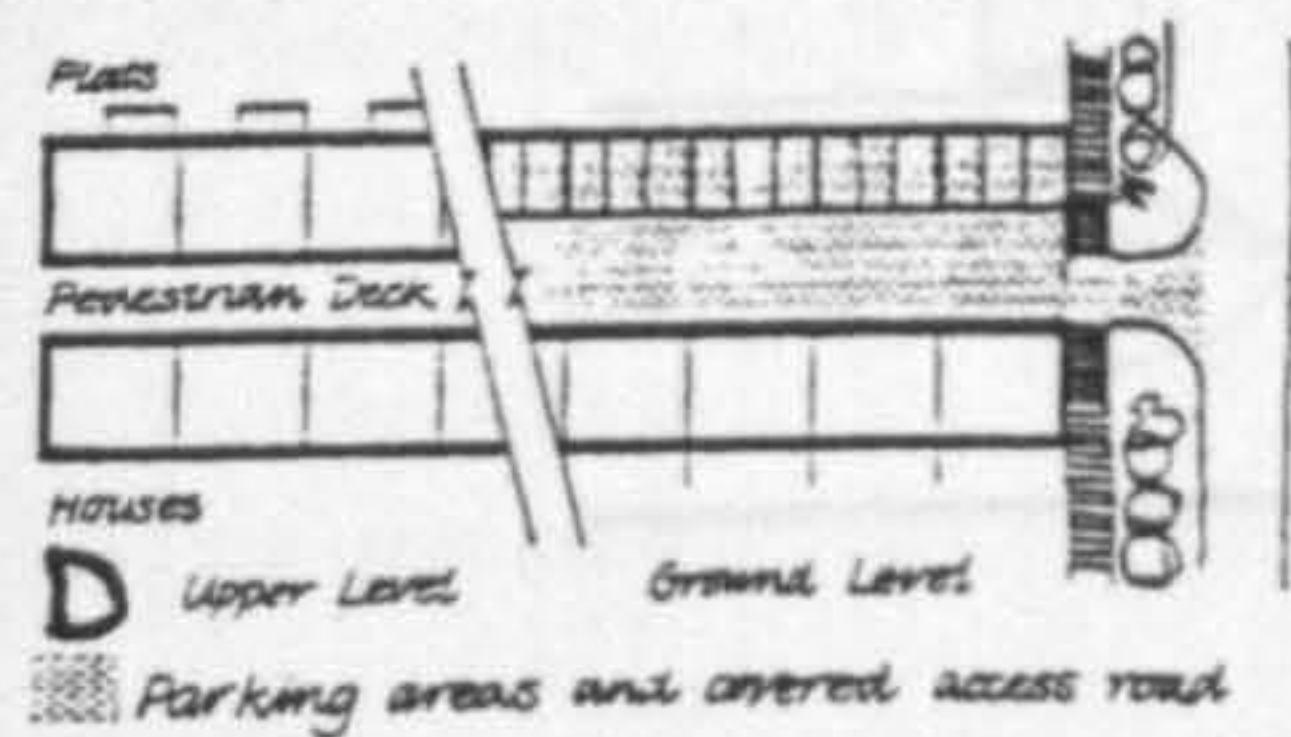 Flats
Pedestrian Deck
Houses
D Upper Level Ground Level
Parking areas and covered access road